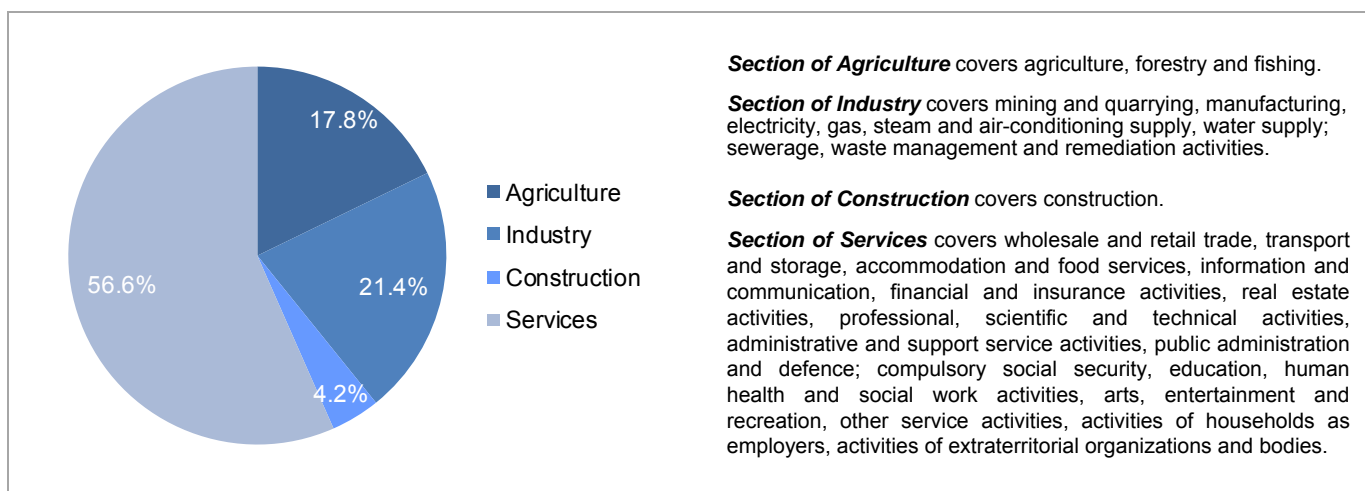 17.8%
21.4%
4.2%
56.6%
Agriculture
Industry
Construction
Services
Section of Agriculture covers agriculture, forestry and fishing.
Section of Industry covers mining and quarrying, manufacturing,
electricity, gas, steam and air-conditioning supply, water supply;
sewerage, waste management and remediation activities.
Section of Construction covers construction.
Section of Services covers wholesale and retail trade, transport
and storage, accommodation and food services, information and
communication, financial and insurance activities, real estate
activities, professional, scientific and technical activities,
administrative and support service activities, public administration
and defence; compulsory social security, education, human
health and social work activities, arts, entertainment and
recreation, other service activities, activities of households as
employers, activities of extraterritorial organizations and bodies.